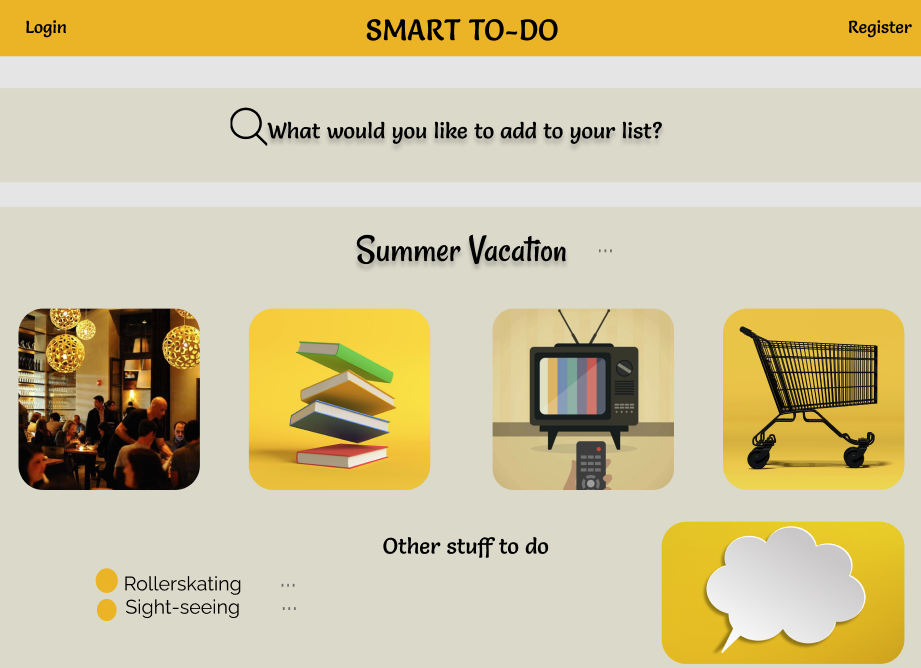 Login
SMART TO-DO
Register
What would you like to add to your list?
Summer Vacation ...
Other stuff to do
Rollerskating ...
Sight-seeing ...